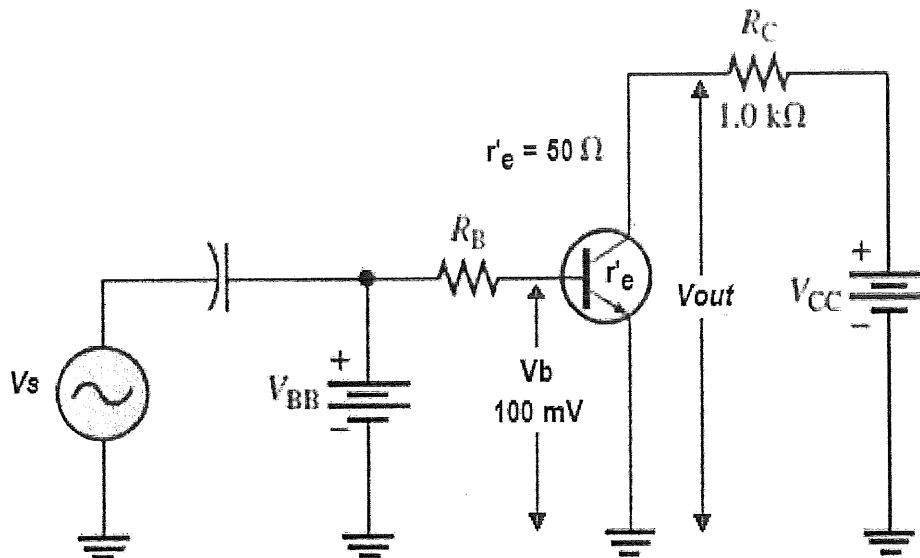 R_C
1.0 kΩ
r'e = 50 Ω
R_B
r'e
Vout
+
V_CC
−
Vs
+
V_BB
−
Vb
100 mV